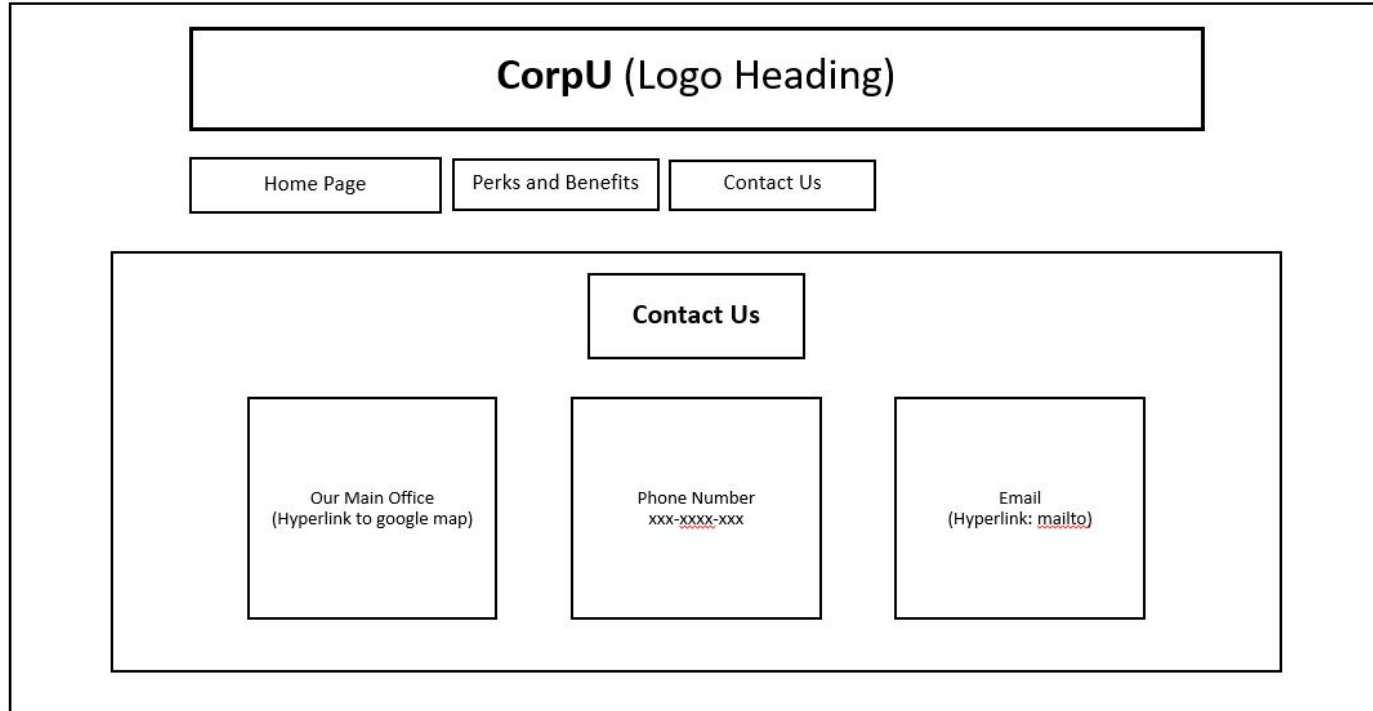 CorpU (Logo Heading)
Home Page
Perks and Benefits
Contact Us
Contact Us
Our Main Office
(Hyperlink to google map)
Phone Number
xxx-xxxx-xxx
Email
(Hyperlink: mailto)